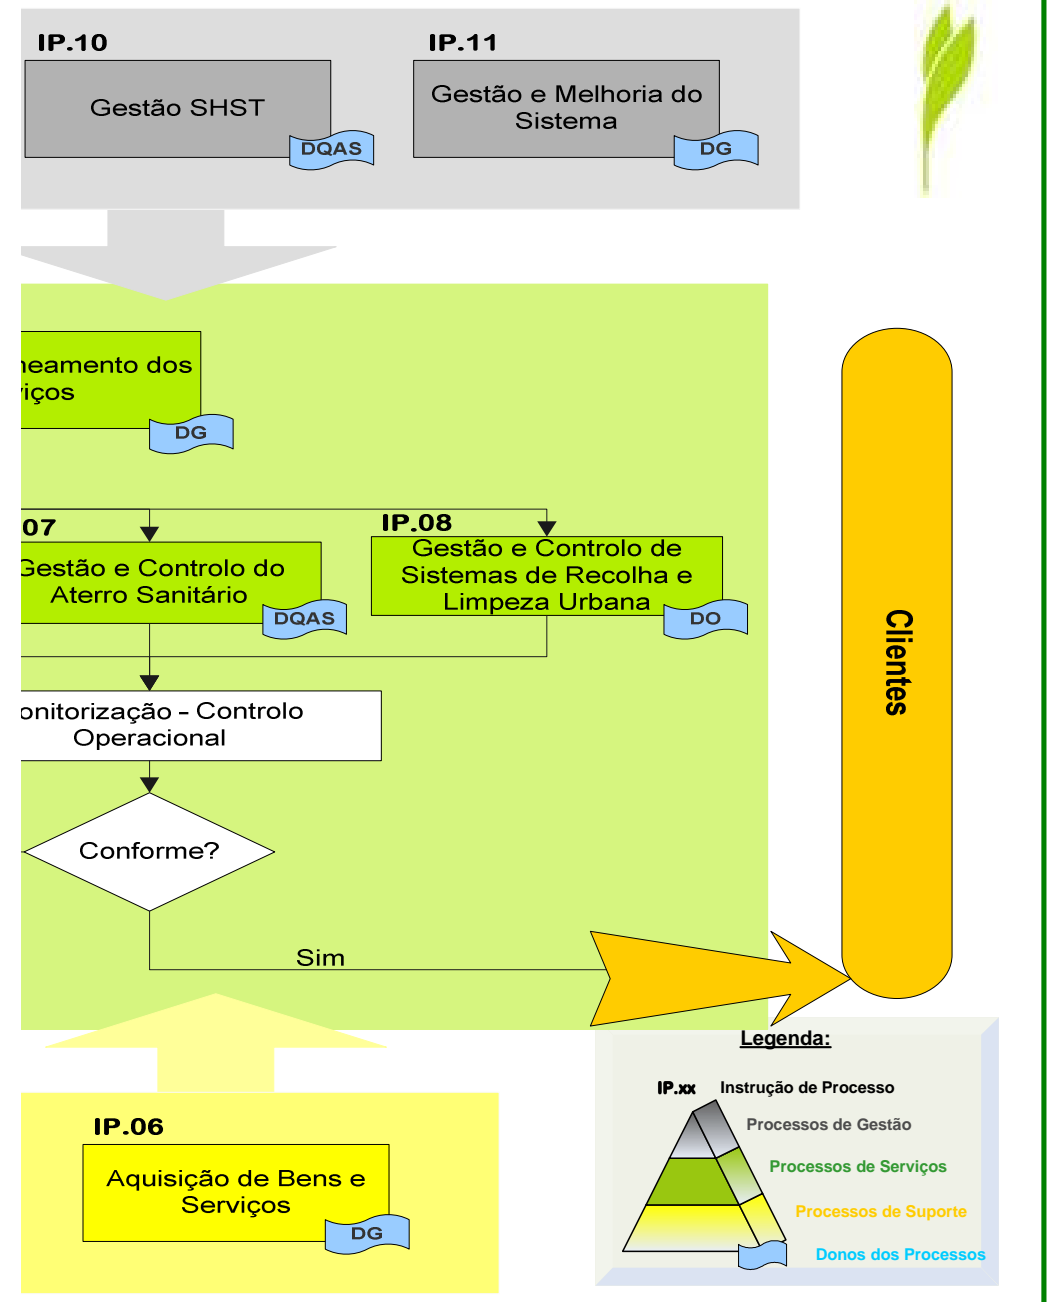 IP.10
IP.11
Gestão SHST
DQAS
Gestão e Melhoria do
Sistema
DG
neamento dos
viços
DG
07
Gestão e Controlo do
Aterro Sanitário
DQAS
IP.08
Gestão e Controlo de
Sistemas de Recolha e
Limpeza Urbana
DO
onitorização - Controlo
Operacional
Conforme?
Sim
Clientes
IP.06
Aquisição de Bens e
Serviços
DG
Legenda:
IP.xx Instrução de Processo
Processos de Gestão
Processos de Serviços
Processos de Suporte
Donos dos Processos